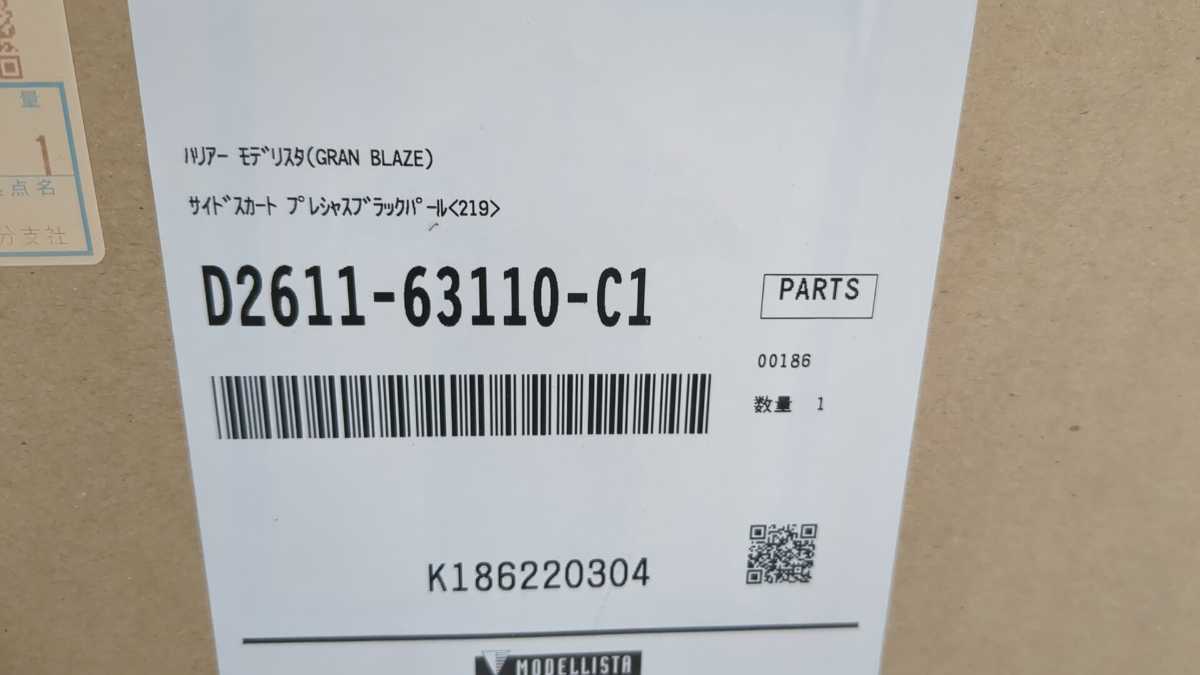 量
1
点名
分支社
ﾊﾘｱｰ ﾓﾃﾞﾘｽﾀ(GRAN BLAZE)
ｻｲﾄﾞｽｶｰﾄ ﾌﾟﾚｼｬｽﾌﾞﾗｯｸﾊﾟｰﾙ<219>
D2611-63110-C1
PARTS
00186
数量 1
K186220304
MODELLISTA